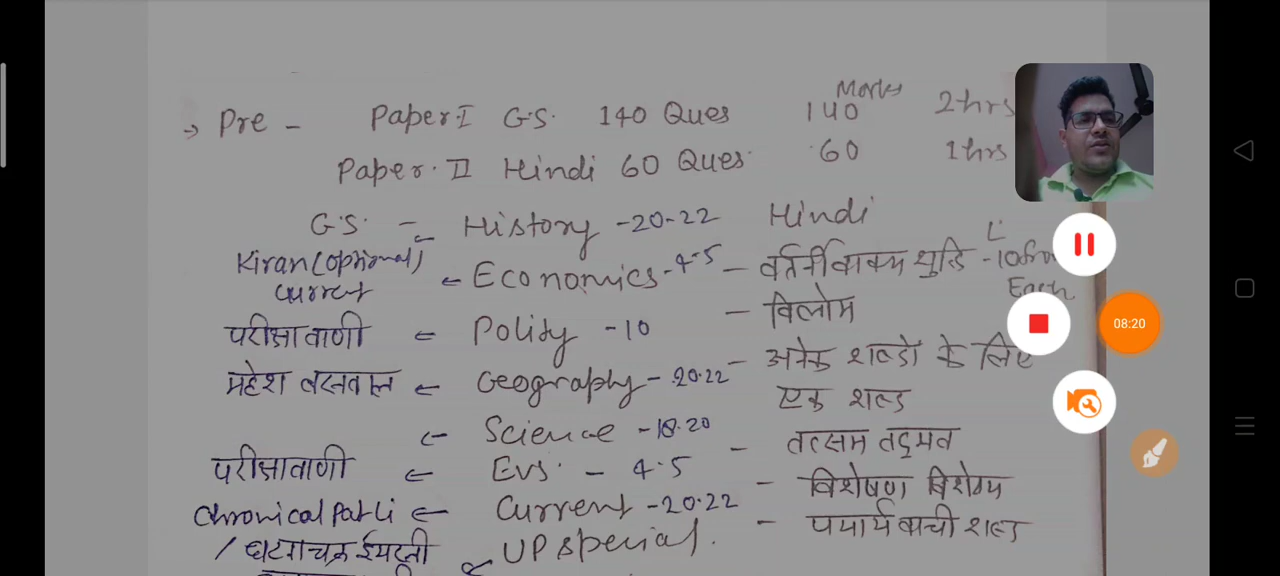 → Pre - Paper-I G.S. 140 Ques 140 Marks 2hrs
Paper-II Hindi 60 Ques. 60 1hrs
G.S. - History -20-22 Hindi
Kiran(optional) current ← Economics -4-5 - वर्तनी वाक्य शुद्धि -10 Each
परीक्षावाणी ← Polity -10 - विलोम
महेश बरनवाल ← Geography -20-22 - अनेक शब्दो के लिए
एक शब्द
← Science -18-20 - तत्सम तद्भव
परीक्षावाणी ← EVS - 4-5 - विशेषण विशेष्य
← Current -20-22 - पर्यायवाची शब्द
/ घटनाचक्र UP special.
08:20